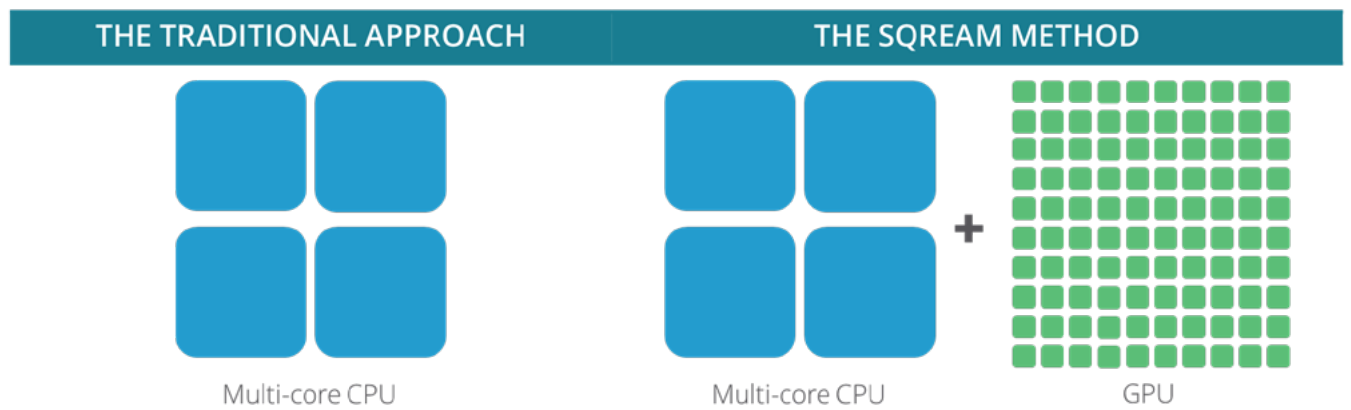 THE TRADITIONAL APPROACH
THE SQREAM METHOD
+
Multi-core CPU
Multi-core CPU
GPU